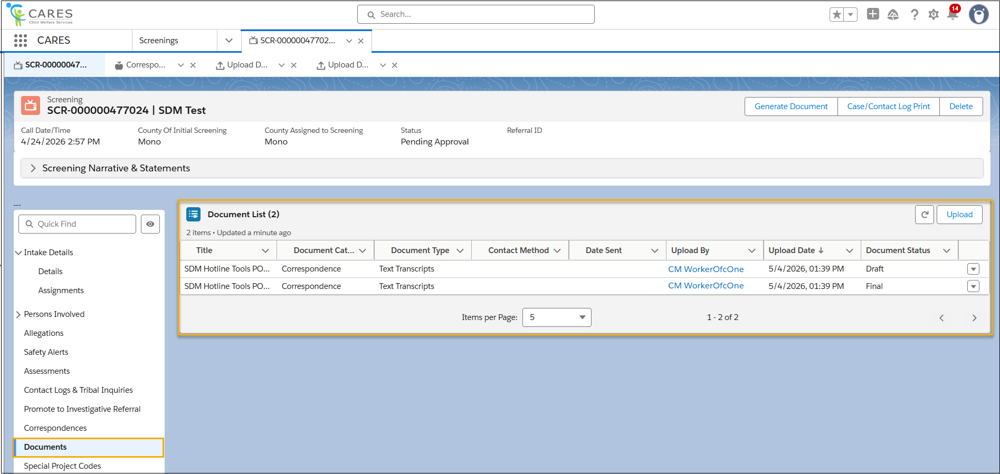 CARES
Child Welfare Services
Search...
14
CARES
Screenings
SCR-00000047702...
SCR-00000047...
Correspo...
Upload D...
Upload D...
Screening
SCR-000000477024 | SDM Test
Generate Document
Case/Contact Log Print
Delete
Call Date/Time
County Of Initial Screening
County Assigned to Screening
Status
Referral ID
4/24/2026 2:57 PM
Mono
Mono
Pending Approval
Screening Narrative & Statements
---
Quick Find
Intake Details
Details
Assignments
Persons Involved
Allegations
Safety Alerts
Assessments
Contact Logs & Tribal Inquiries
Promote to Investigative Referral
Correspondences
Documents
Special Project Codes
Document List (2)
Upload
2 items • Updated a minute ago
Title Document Cat... Document Type Contact Method Date Sent Upload By Upload Date ↓ Document Status
SDM Hotline Tools PO... Correspondence Text Transcripts CM WorkerOfcOne 5/4/2026, 01:39 PM Draft
SDM Hotline Tools PO... Correspondence Text Transcripts CM WorkerOfcOne 5/4/2026, 01:39 PM Final
Items per Page: 5 1 - 2 of 2